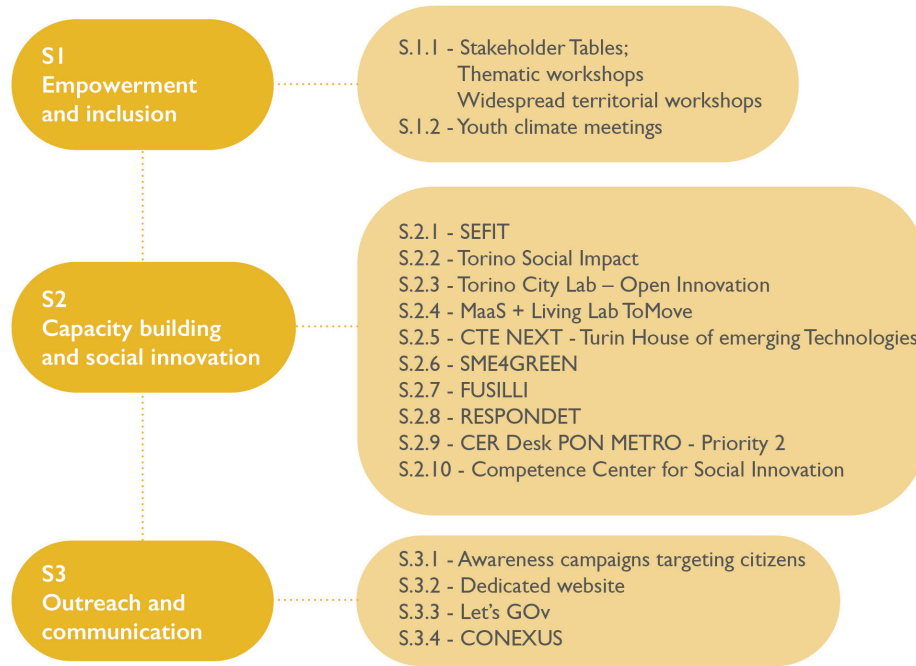 S1
Empowerment
and inclusion
S.1.1 - Stakeholder Tables;
Thematic workshops
Widespread territorial workshops
S.1.2 - Youth climate meetings
S2
Capacity building
and social innovation
S.2.1 - SEFIT
S.2.2 - Torino Social Impact
S.2.3 - Torino City Lab – Open Innovation
S.2.4 - MaaS + Living Lab ToMove
S.2.5 - CTE NEXT - Turin House of emerging Technologies
S.2.6 - SME4GREEN
S.2.7 - FUSILLI
S.2.8 - RESPONDET
S.2.9 - CER Desk PON METRO - Priority 2
S.2.10 - Competence Center for Social Innovation
S3
Outreach and
communication
S.3.1 - Awareness campaigns targeting citizens
S.3.2 - Dedicated website
S.3.3 - Let's GOv
S.3.4 - CONEXUS